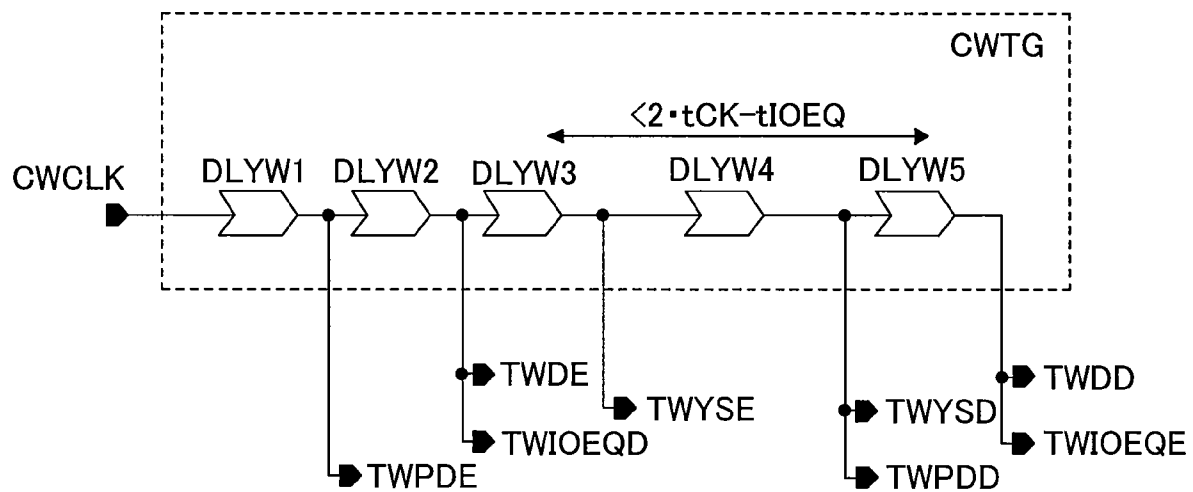 CWTG
<2·tCK-tIOEQ
CWCLK
DLYW1
DLYW2
DLYW3
DLYW4
DLYW5
TWDE
TWDD
TWYSE
TWYSD
TWIOEQD
TWIOEQE
TWPDE
TWPDD